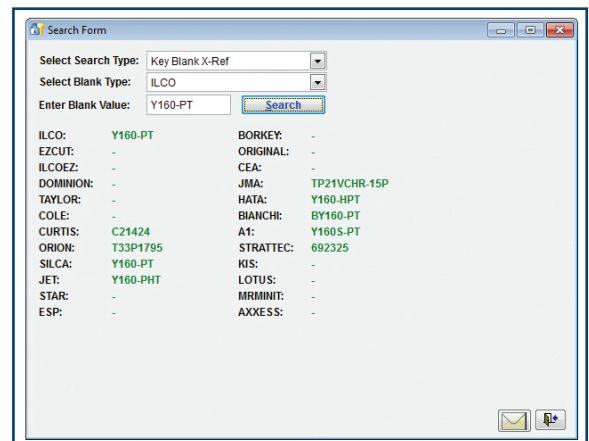 Search Form
Select Search Type: Key Blank X-Ref
Select Blank Type: ILCO
Enter Blank Value: Y160-PT Search
ILCO: Y160-PT BORKEY: -
EZCUT: - ORIGINAL: -
ILCOEZ: - CEA: -
DOMINION: - JMA: TP21VCHR-15P
TAYLOR: - HATA: Y160-HPT
COLE: - BIANCHI: BY160-PT
CURTIS: C21424 A1: Y160S-PT
ORION: T33P1795 STRATTEC: 692325
SILCA: Y160-PT KIS: -
JET: Y160-PHT LOTUS: -
STAR: - MRMINIT: -
ESP: - AXXESS: -